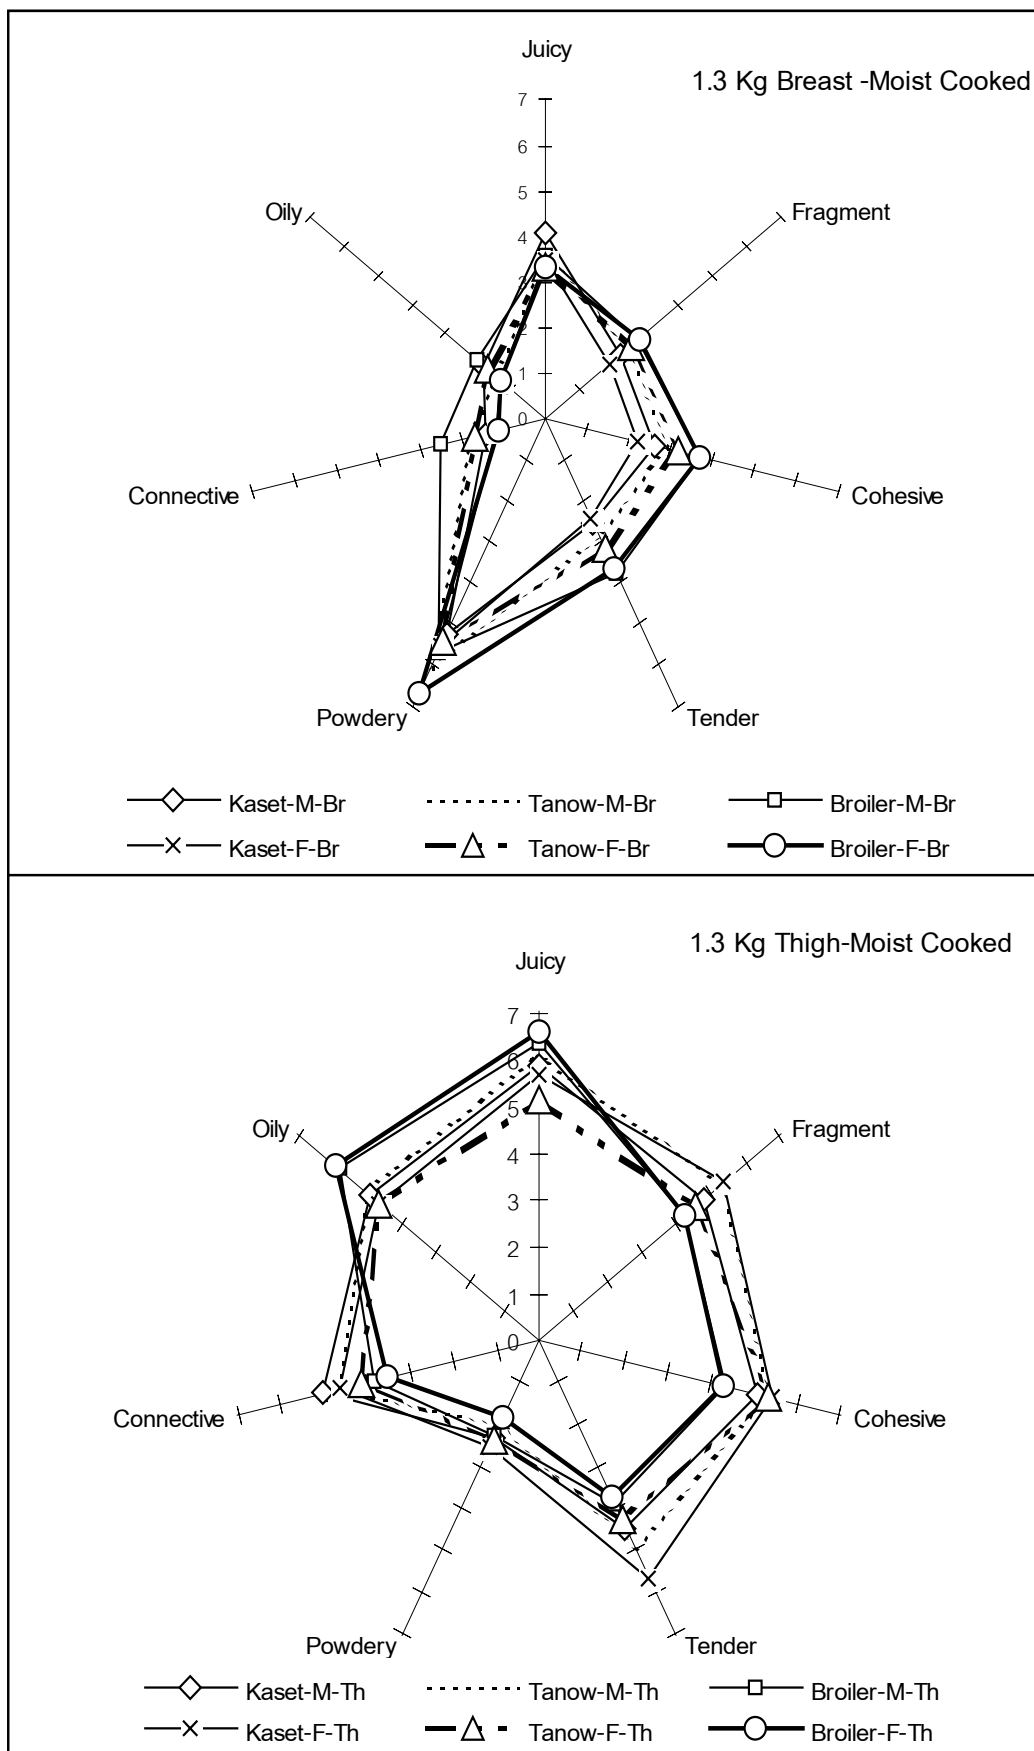 Juicy
1.3 Kg Breast -Moist Cooked
7
6
5
4
3
2
1
0
Oily
Fragment
Connective
Cohesive
Powdery
Tender
Kaset-M-Br
Tanow-M-Br
Broiler-M-Br
Kaset-F-Br
Tanow-F-Br
Broiler-F-Br
1.3 Kg Thigh-Moist Cooked
Juicy
7
6
5
4
3
2
1
0
Oily
Fragment
Connective
Cohesive
Powdery
Tender
Kaset-M-Th
Tanow-M-Th
Broiler-M-Th
Kaset-F-Th
Tanow-F-Th
Broiler-F-Th